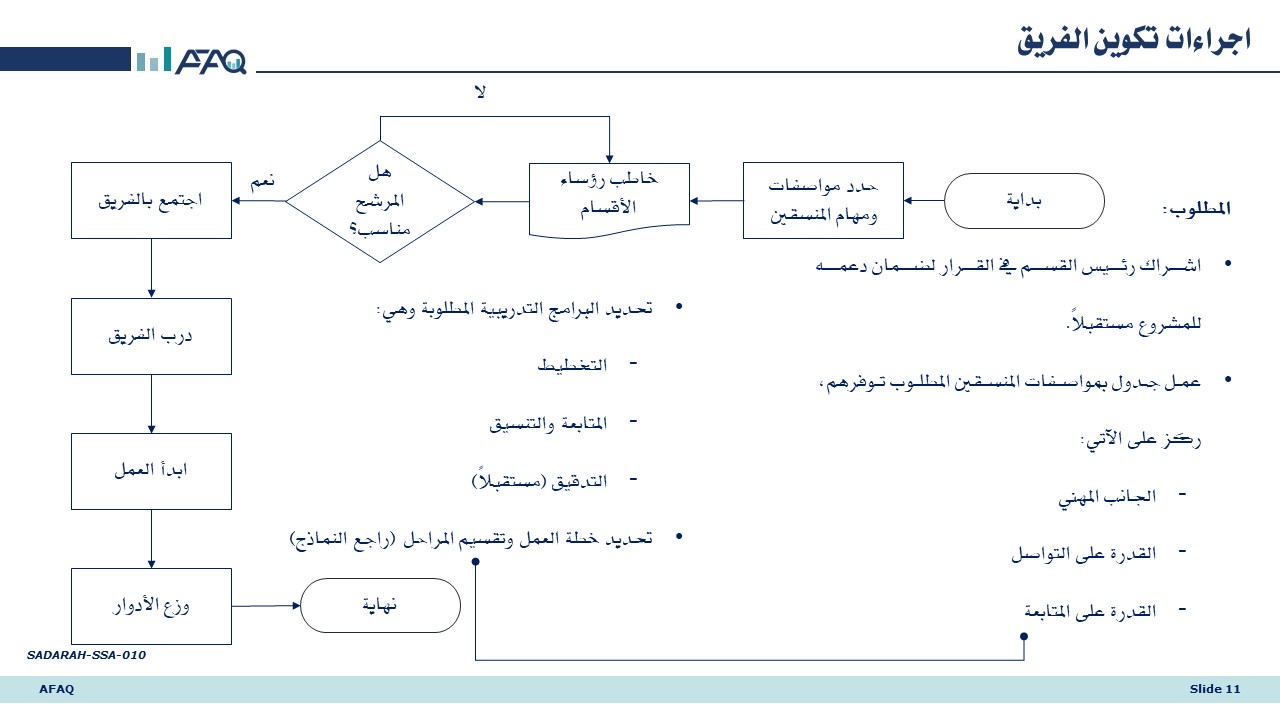 اجراءات تكوين الفريق
AFAQ
لا
بداية
حدد مواصفات
ومهام المنسقين
خاطب رؤساء
الأقسام
هل
المرشح
مناسب؟
نعم
اجتمع بالفريق
درب الفريق
ابدأ العمل
وزع الأدوار
نهاية
المطلوب:
• اشراك رئيس القسم في القرار لضمان دعمه
للمشروع مستقبلاً.
• عمل جدول بمواصفات المنسقين المطلوب توفرهم،
ركز على الآتي:
- الجانب المهني
- القدرة على التواسل
- القدرة على المتابعة
• تحديد البرامج التدريبية المطلوبة وهي:
- التخطيط
- المتابعة والتنسيق
- التدقيق (مستقبلاً)
• تحديد خطة العمل وتقسيم المراحل (راجع النماذج)
SADARAH-SSA-010
AFAQ
Slide 11